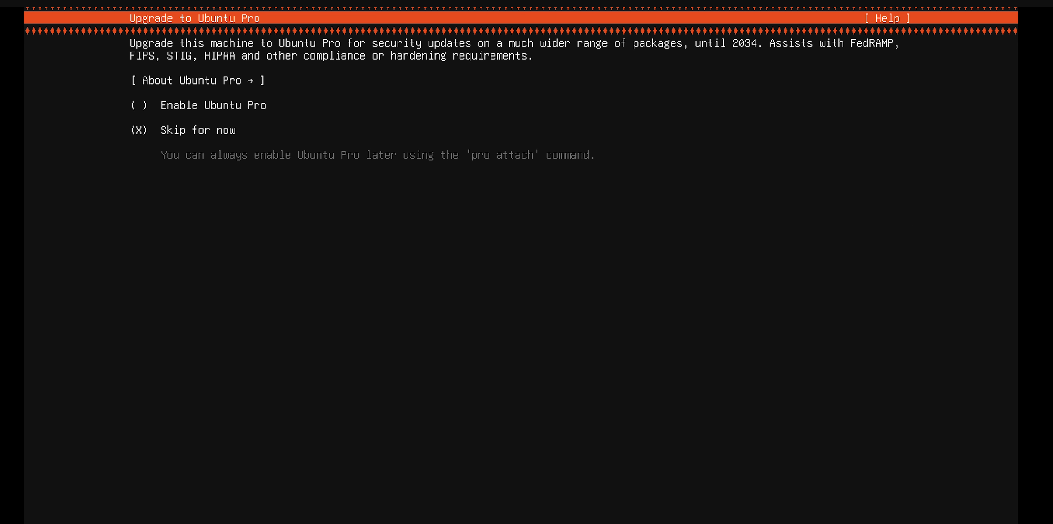 Upgrade to Ubuntu Pro [ Help ]
Upgrade this machine to Ubuntu Pro for security updates on a much wider range of packages, until 2034. Assists with FedRAMP,
FIPS, STIG, HIPAA and other compliance or hardening requirements.
[ About Ubuntu Pro → ]
( ) Enable Ubuntu Pro
(X) Skip for now
You can always enable Ubuntu Pro later using the 'pro attach' command.